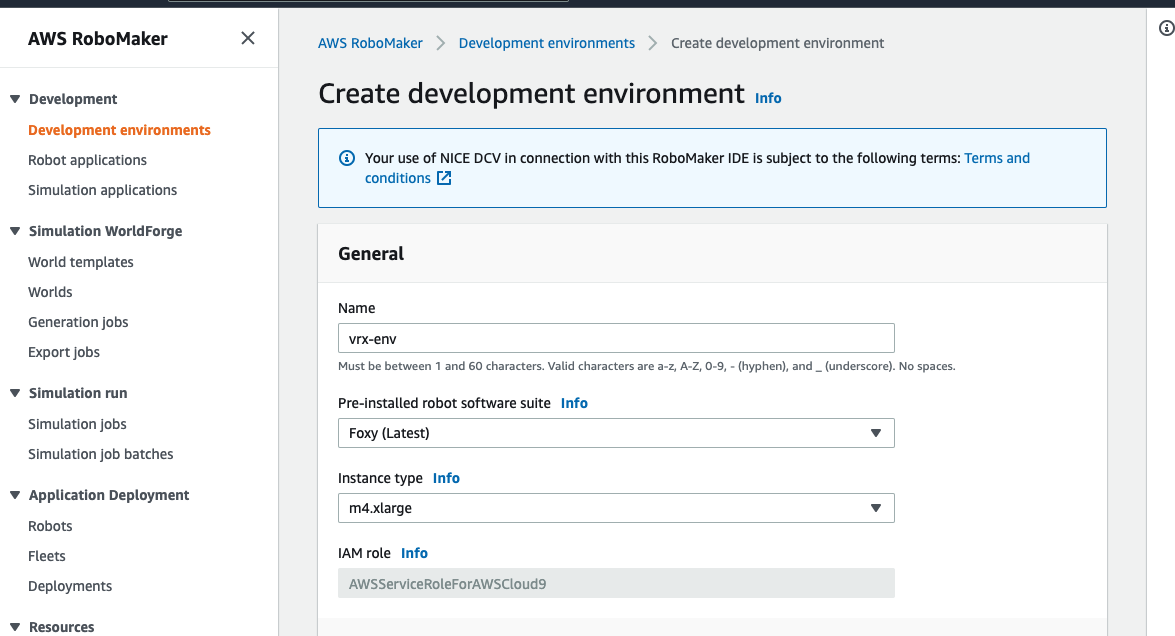 AWS RoboMaker
Development
Development environments
Robot applications
Simulation applications
Simulation WorldForge
World templates
Worlds
Generation jobs
Export jobs
Simulation run
Simulation jobs
Simulation job batches
Application Deployment
Robots
Fleets
Deployments
Resources
AWS RoboMaker > Development environments > Create development environment
Create development environment Info
Your use of NICE DCV in connection with this RoboMaker IDE is subject to the following terms: Terms and
conditions
General
Name
vrx-env
Must be between 1 and 60 characters. Valid characters are a-z, A-Z, 0-9, - (hyphen), and _ (underscore). No spaces.
Pre-installed robot software suite Info
Foxy (Latest)
Instance type Info
m4.xlarge
IAM role Info
AWSServiceRoleForAWSCloud9